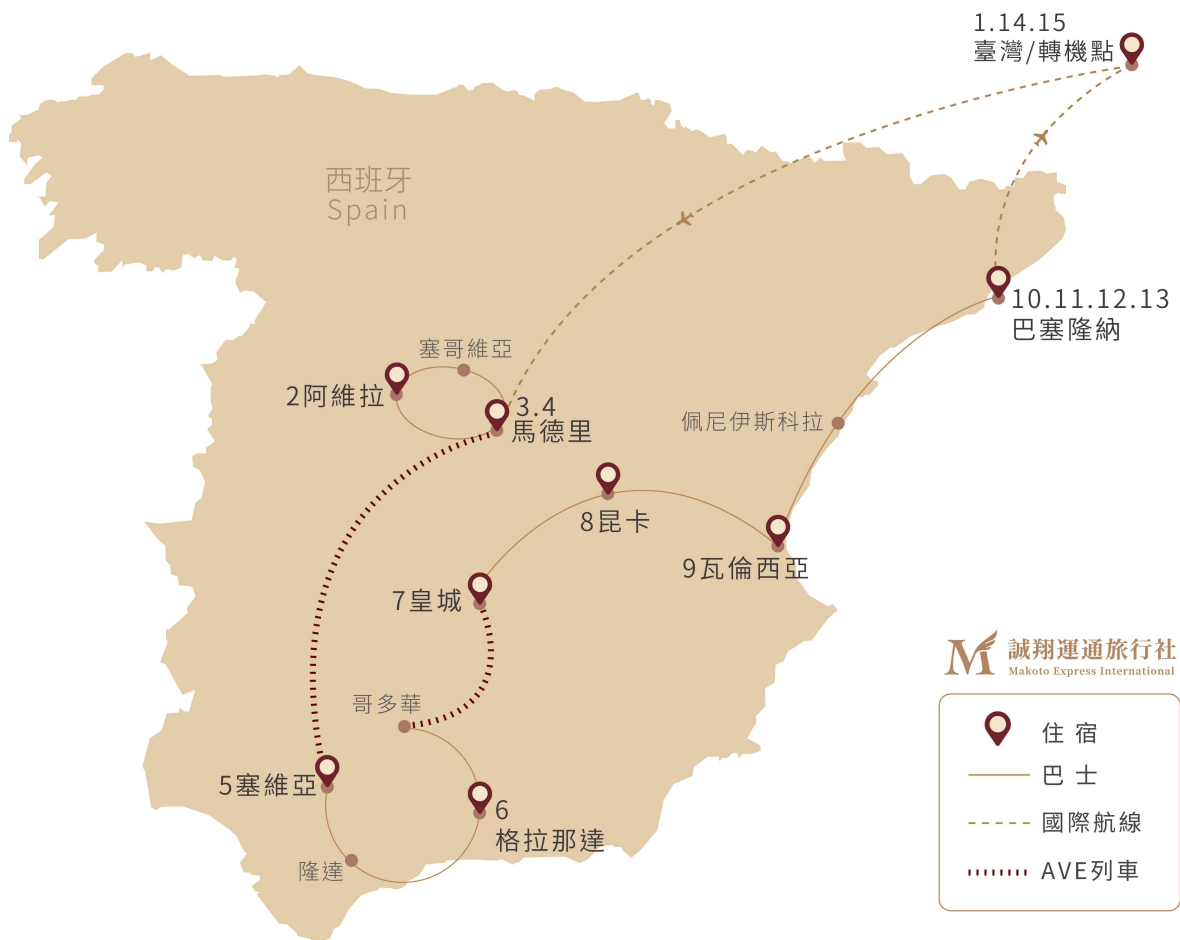 1.14.15
臺灣/轉機點
西班牙
Spain
10.11.12.13
巴塞隆納
塞哥維亞
2阿維拉
3.4
馬德里
佩尼伊斯科拉
8昆卡
9瓦倫西亞
7皇城
哥多華
5塞維亞
6
格拉那達
隆達
M 誠翔運通旅行社
Makoto Express International
住宿
巴士
國際航線
AVE列車